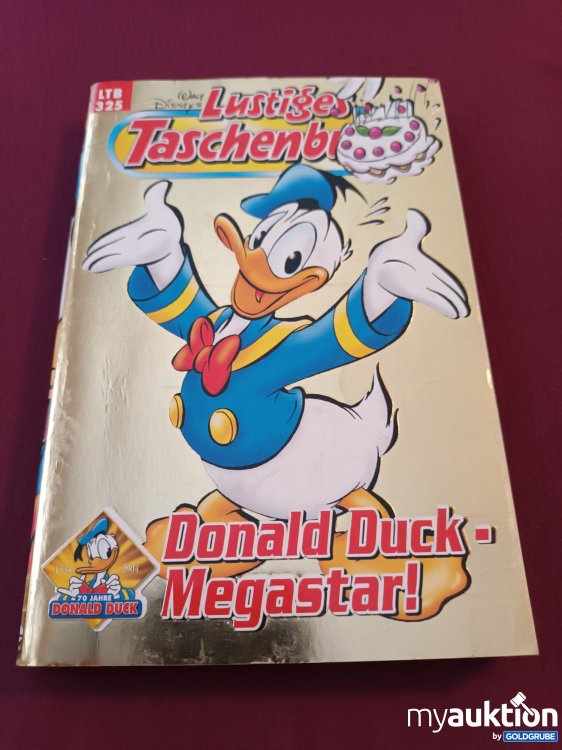 LTB
325
Walt
Disney
Lustiges
Taschenbu
Donald Duck -
Megastar!
1934 2004
70 JAHRE
DONALD DUCK
myauktion
by GOLDGRUBE